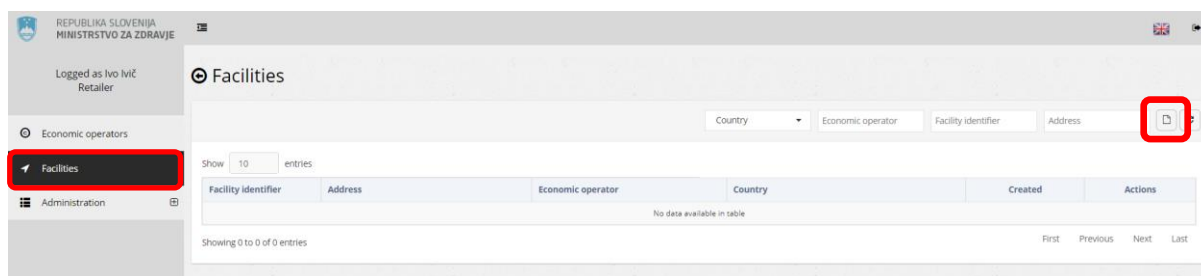 REPUBLIKA SLOVENIJA
MINISTRSTVO ZA ZDRAVJE
Logged as Ivo Ivič
Retailer
Economic operators
Facilities
Administration
Facilities
Country
Economic operator
Facility identifier
Address
Show 10 entries
Facility identifier Address Economic operator Country Created Actions
No data available in table
Showing 0 to 0 of 0 entries
First Previous Next Last